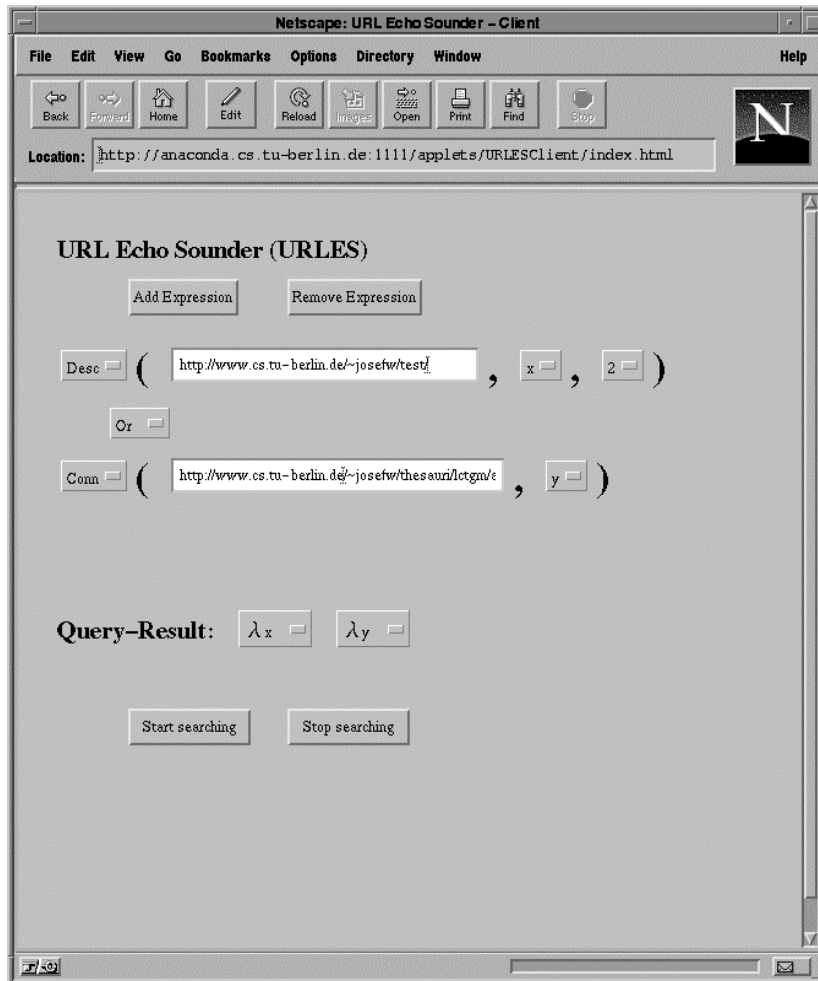 Netscape: URL Echo Sounder – Client
File Edit View Go Bookmarks Options Directory Window Help
Back Forward Home Edit Reload Images Open Print Find Stop
N
Location: http://anaconda.cs.tu-berlin.de:1111/applets/URLESClient/index.html
URL Echo Sounder (URLES)
Add Expression Remove Expression
Desc ( http://www.cs.tu-berlin.de/~josefw/test/ , x , 2 )
Or
Conn ( http://www.cs.tu-berlin.de/~josefw/thesauri/lctgm/ , y )
Query-Result: λ x λ y
Start searching Stop searching